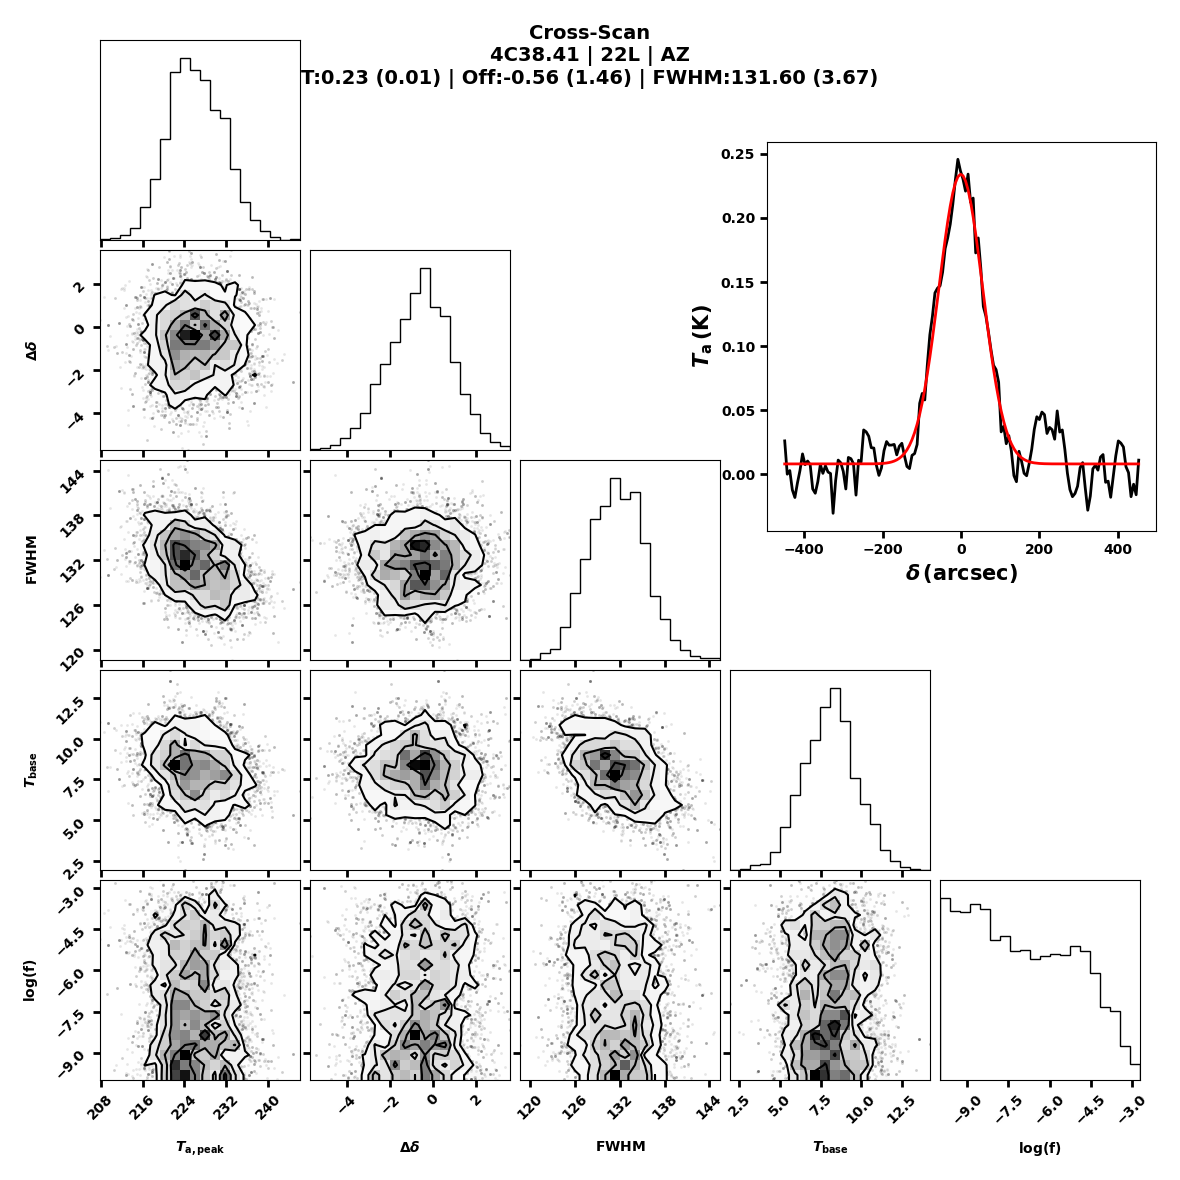 Cross-Scan
4C38.41 | 22L | AZ
T:0.23 (0.01) | Off:-0.56 (1.46) | FWHM:131.60 (3.67)
0.25
0.20
0.15
0.10
0.05
0.00
Ta (K)
−400 −200 0 200 400
δ (arcsec)
2
0
−2
−4
Δδ
144
138
132
126
120
FWHM
12.5
10.0
7.5
5.0
2.5
Tbase
−3.0
−4.5
−6.0
−7.5
−9.0
log(f)
208 216 224 232 240
−4 −2 0 2
120 126 132 138 144
2.5 5.0 7.5 10.0 12.5
−9.0 −7.5 −6.0 −4.5 −3.0
Ta, peak
Δδ
FWHM
Tbase
log(f)